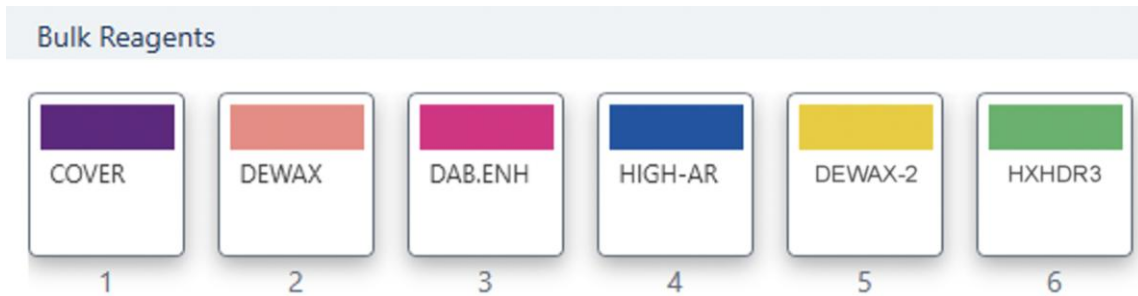 Bulk Reagents
COVER DEWAX DAB.ENH HIGH-AR DEWAX-2 HXHDR3
1 2 3 4 5 6